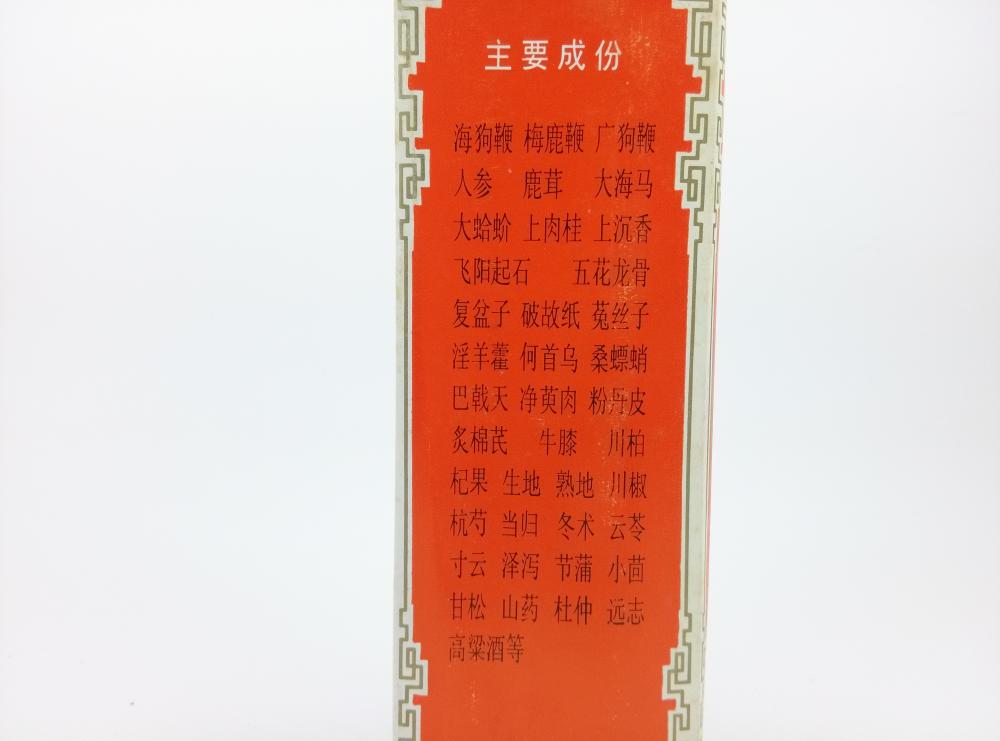 主要成份
海狗鞭 梅鹿鞭 广狗鞭
人参 鹿茸 大海马
大蛤蚧 上肉桂 上沉香
飞阳起石 五花龙骨
复盆子 破故纸 菟丝子
淫羊藿 何首乌 桑螵蛸
巴戟天 净萸肉 粉丹皮
炙棉芪 牛膝 川柏
杞果 生地 熟地 川椒
杭芍 当归 冬术 云苓
寸云 泽泻 节蒲 小茴
甘松 山药 杜仲 远志
高粱酒等